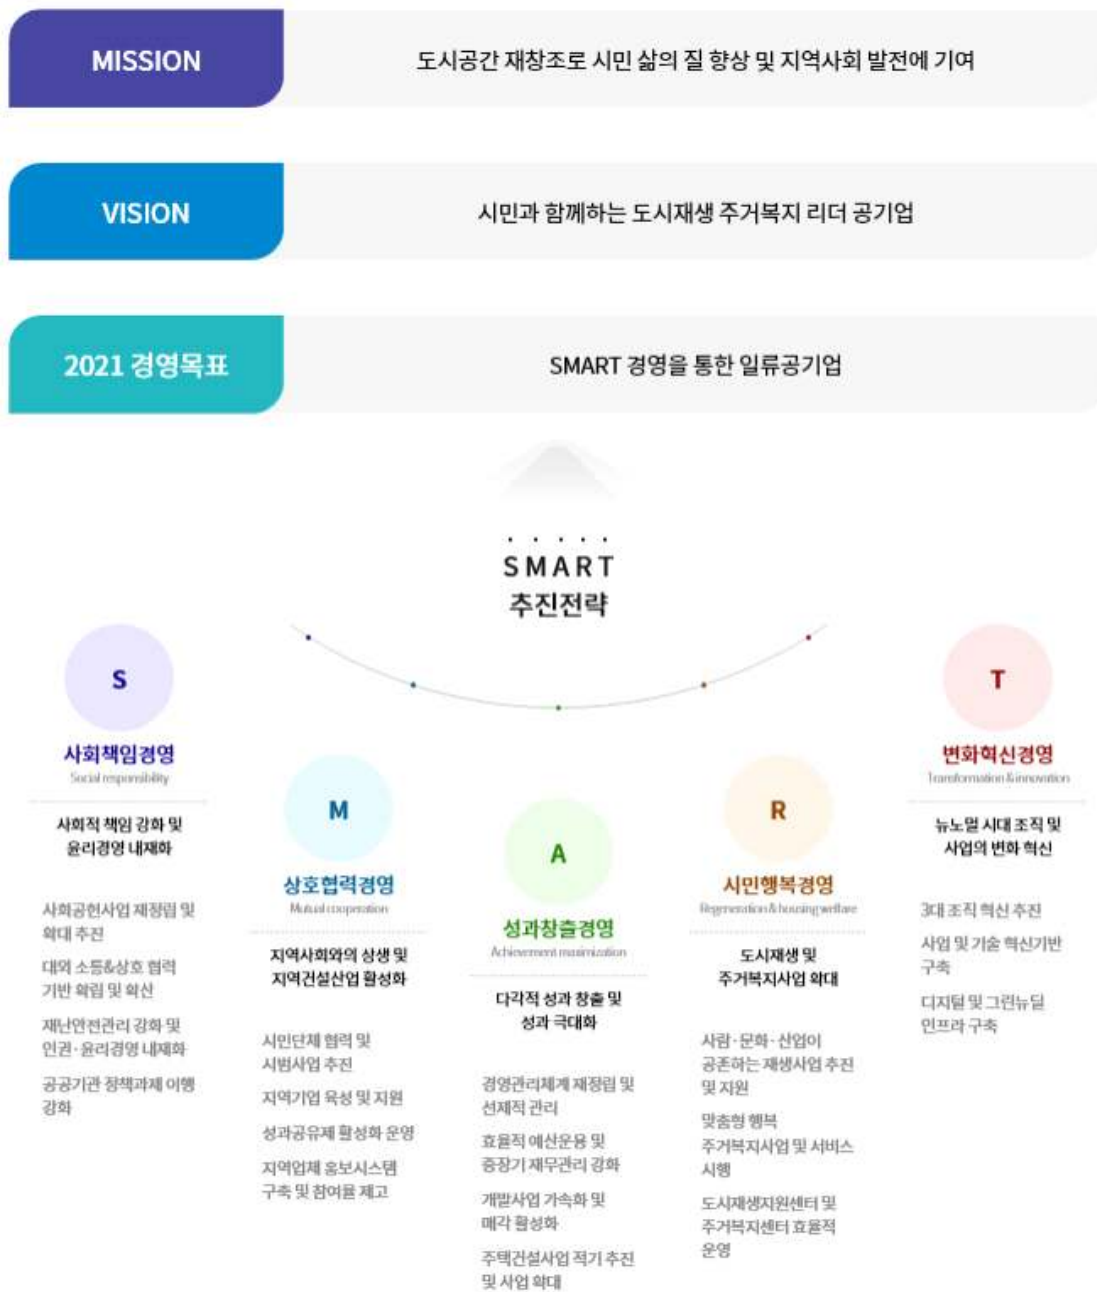 MISSION
도시공간 재창조로 시민 삶의 질 향상 및 지역사회 발전에 기여
VISION
시민과 함께하는 도시재생 주거복지 리더 공기업
2021 경영목표
SMART 경영을 통한 일류공기업
SMART
추진전략
S
사회책임경영
Social responsibility
사회적 책임 강화 및
윤리경영 내재화
사회공헌사업 재정립 및
확대 추진
대외 소통&상호 협력
기반 확립 및 확산
재난안전관리 강화 및
인권·윤리경영 내재화
공공기관 정책과제 이행
강화
M
상호협력경영
Mutual cooperation
지역사회와의 상생 및
지역건설산업 활성화
시민단체 협력 및
시범사업 추진
지역기업 육성 및 지원
성과공유제 활성화 운영
지역업체 홍보시스템
구축 및 참여율 제고
A
성과창출경영
Achievement maximization
다각적 성과 창출 및
성과 극대화
경영관리체계 재정립 및
선제적 관리
효율적 예산운용 및
중장기 재무관리 강화
개발사업 가속화 및
매각 활성화
주택건설사업 적기 추진
및 사업 확대
R
시민행복경영
Regeneration & housing welfare
도시재생 및
주거복지사업 확대
사람·문화·산업이
공존하는 재생사업 추진
및 지원
맞춤형 행복
주거복지사업 및 서비스
시행
도시재생지원센터 및
주거복지센터 효율적
운영
T
변화혁신경영
Transformation & innovation
뉴노멀 시대 조직 및
사업의 변화 혁신
3대 조직 혁신 추진
사업 및 기술 혁신기반
구축
디지털 및 그린뉴딜
인프라 구축